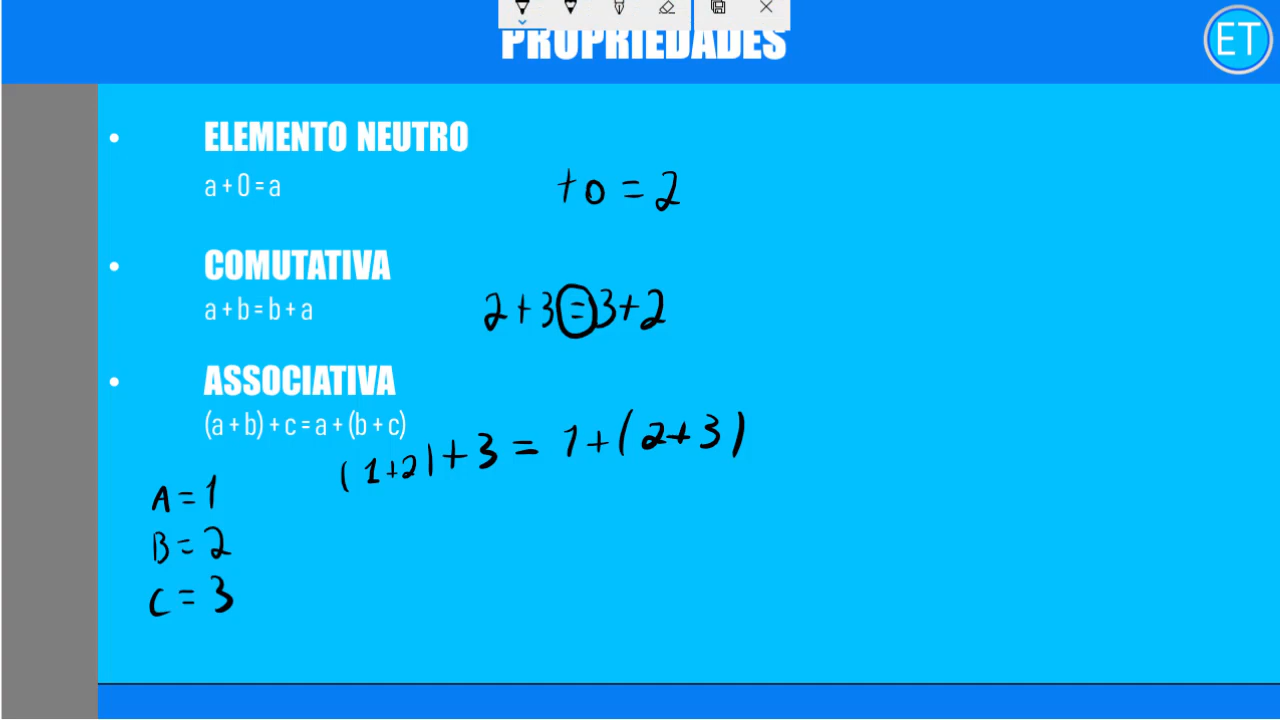 PROPRIEDADES
ET
• ELEMENTO NEUTRO
a + 0 = a
+ 0 = 2
• COMUTATIVA
a + b = b + a
2 + 3 = 3 + 2
• ASSOCIATIVA
(a + b) + c = a + (b + c)
(1+2) + 3 = 1 + (2+3)
A = 1
B = 2
C = 3